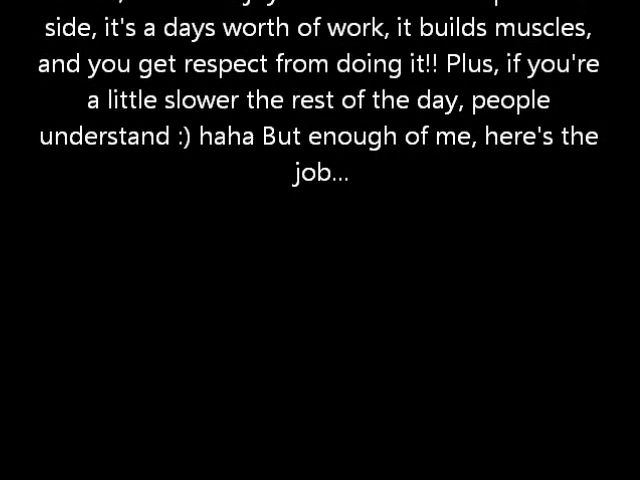 side, it's a days worth of work, it builds muscles,
and you get respect from doing it!! Plus, if you're
a little slower the rest of the day, people
understand :) haha But enough of me, here's the
job...